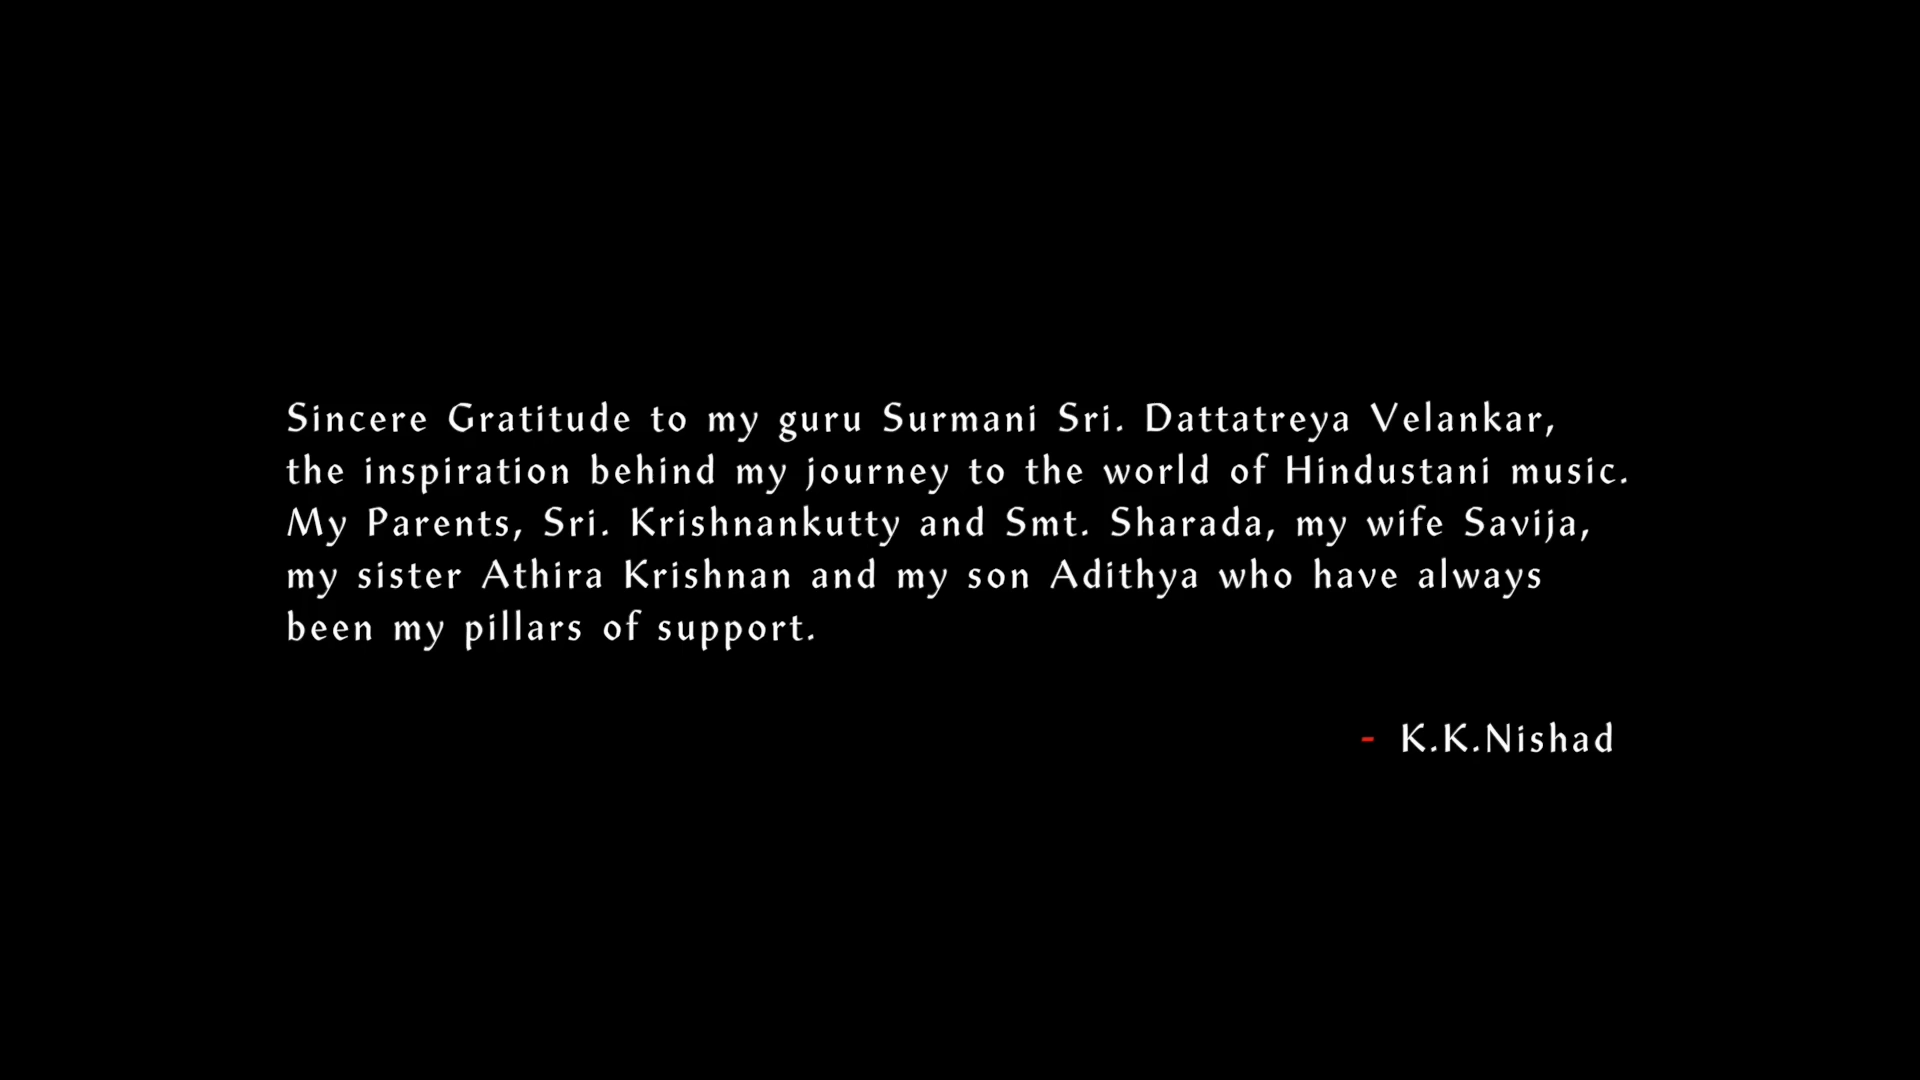 Sincere Gratitude to my guru Surmani Sri. Dattatreya Velankar,
the inspiration behind my journey to the world of Hindustani music.
My Parents, Sri. Krishnankutty and Smt. Sharada, my wife Savija,
my sister Athira Krishnan and my son Adithya who have always
been my pillars of support.
- K.K.Nishad